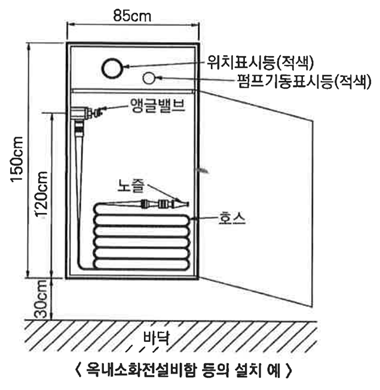 85cm
위치표시등(적색)
펌프기동표시등(적색)
앵글밸브
150cm
120cm
노즐
호스
30cm
바닥
< 옥내소화전설비함 등의 설치 예 >